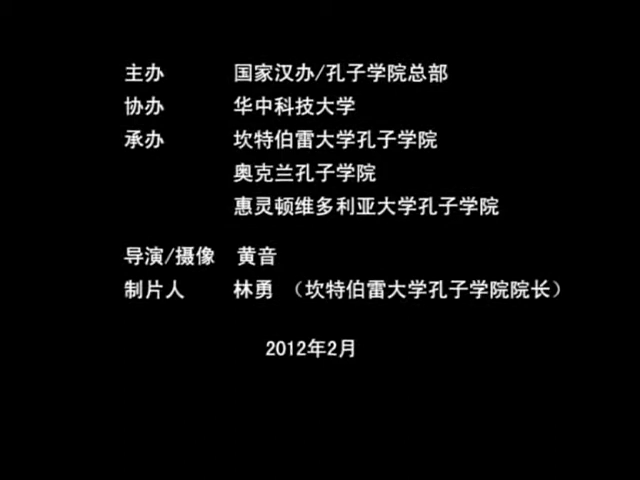 主办 国家汉办/孔子学院总部
协办 华中科技大学
承办 坎特伯雷大学孔子学院
奥克兰孔子学院
惠灵顿维多利亚大学孔子学院
导演/摄像 黄音
制片人 林勇 （坎特伯雷大学孔子学院院长）
2012年2月